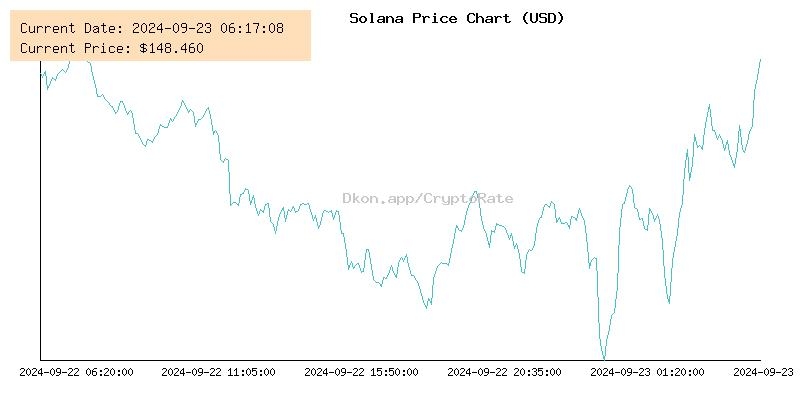 Solana Price Chart (USD)
Current Date: 2024-09-23 06:17:08
Current Price: $148.460
Dkon.app/CryptoRate
2024-09-22 06:20:00
2024-09-22 11:05:00
2024-09-22 15:50:00
2024-09-22 20:35:00
2024-09-23 01:20:00
2024-09-23